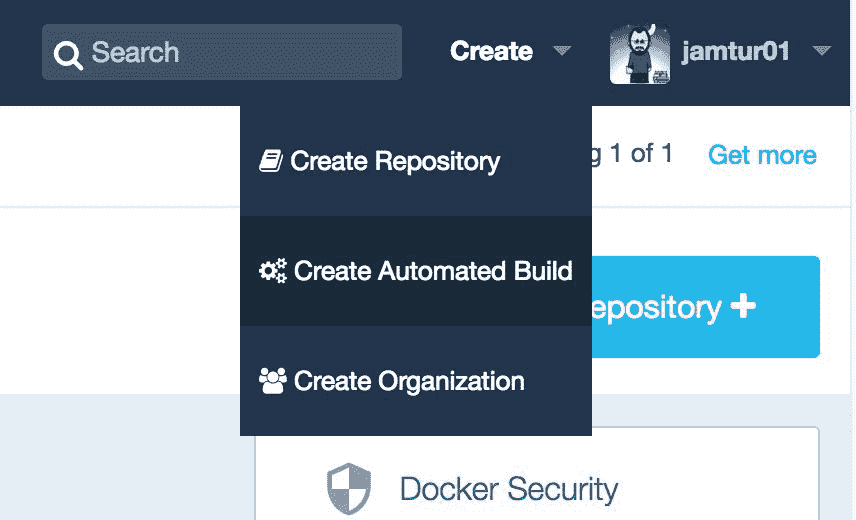 Search
Create
jamtur01
Create Repository
g 1 of 1
Get more
Create Automated Build
epository +
Create Organization
Docker Security